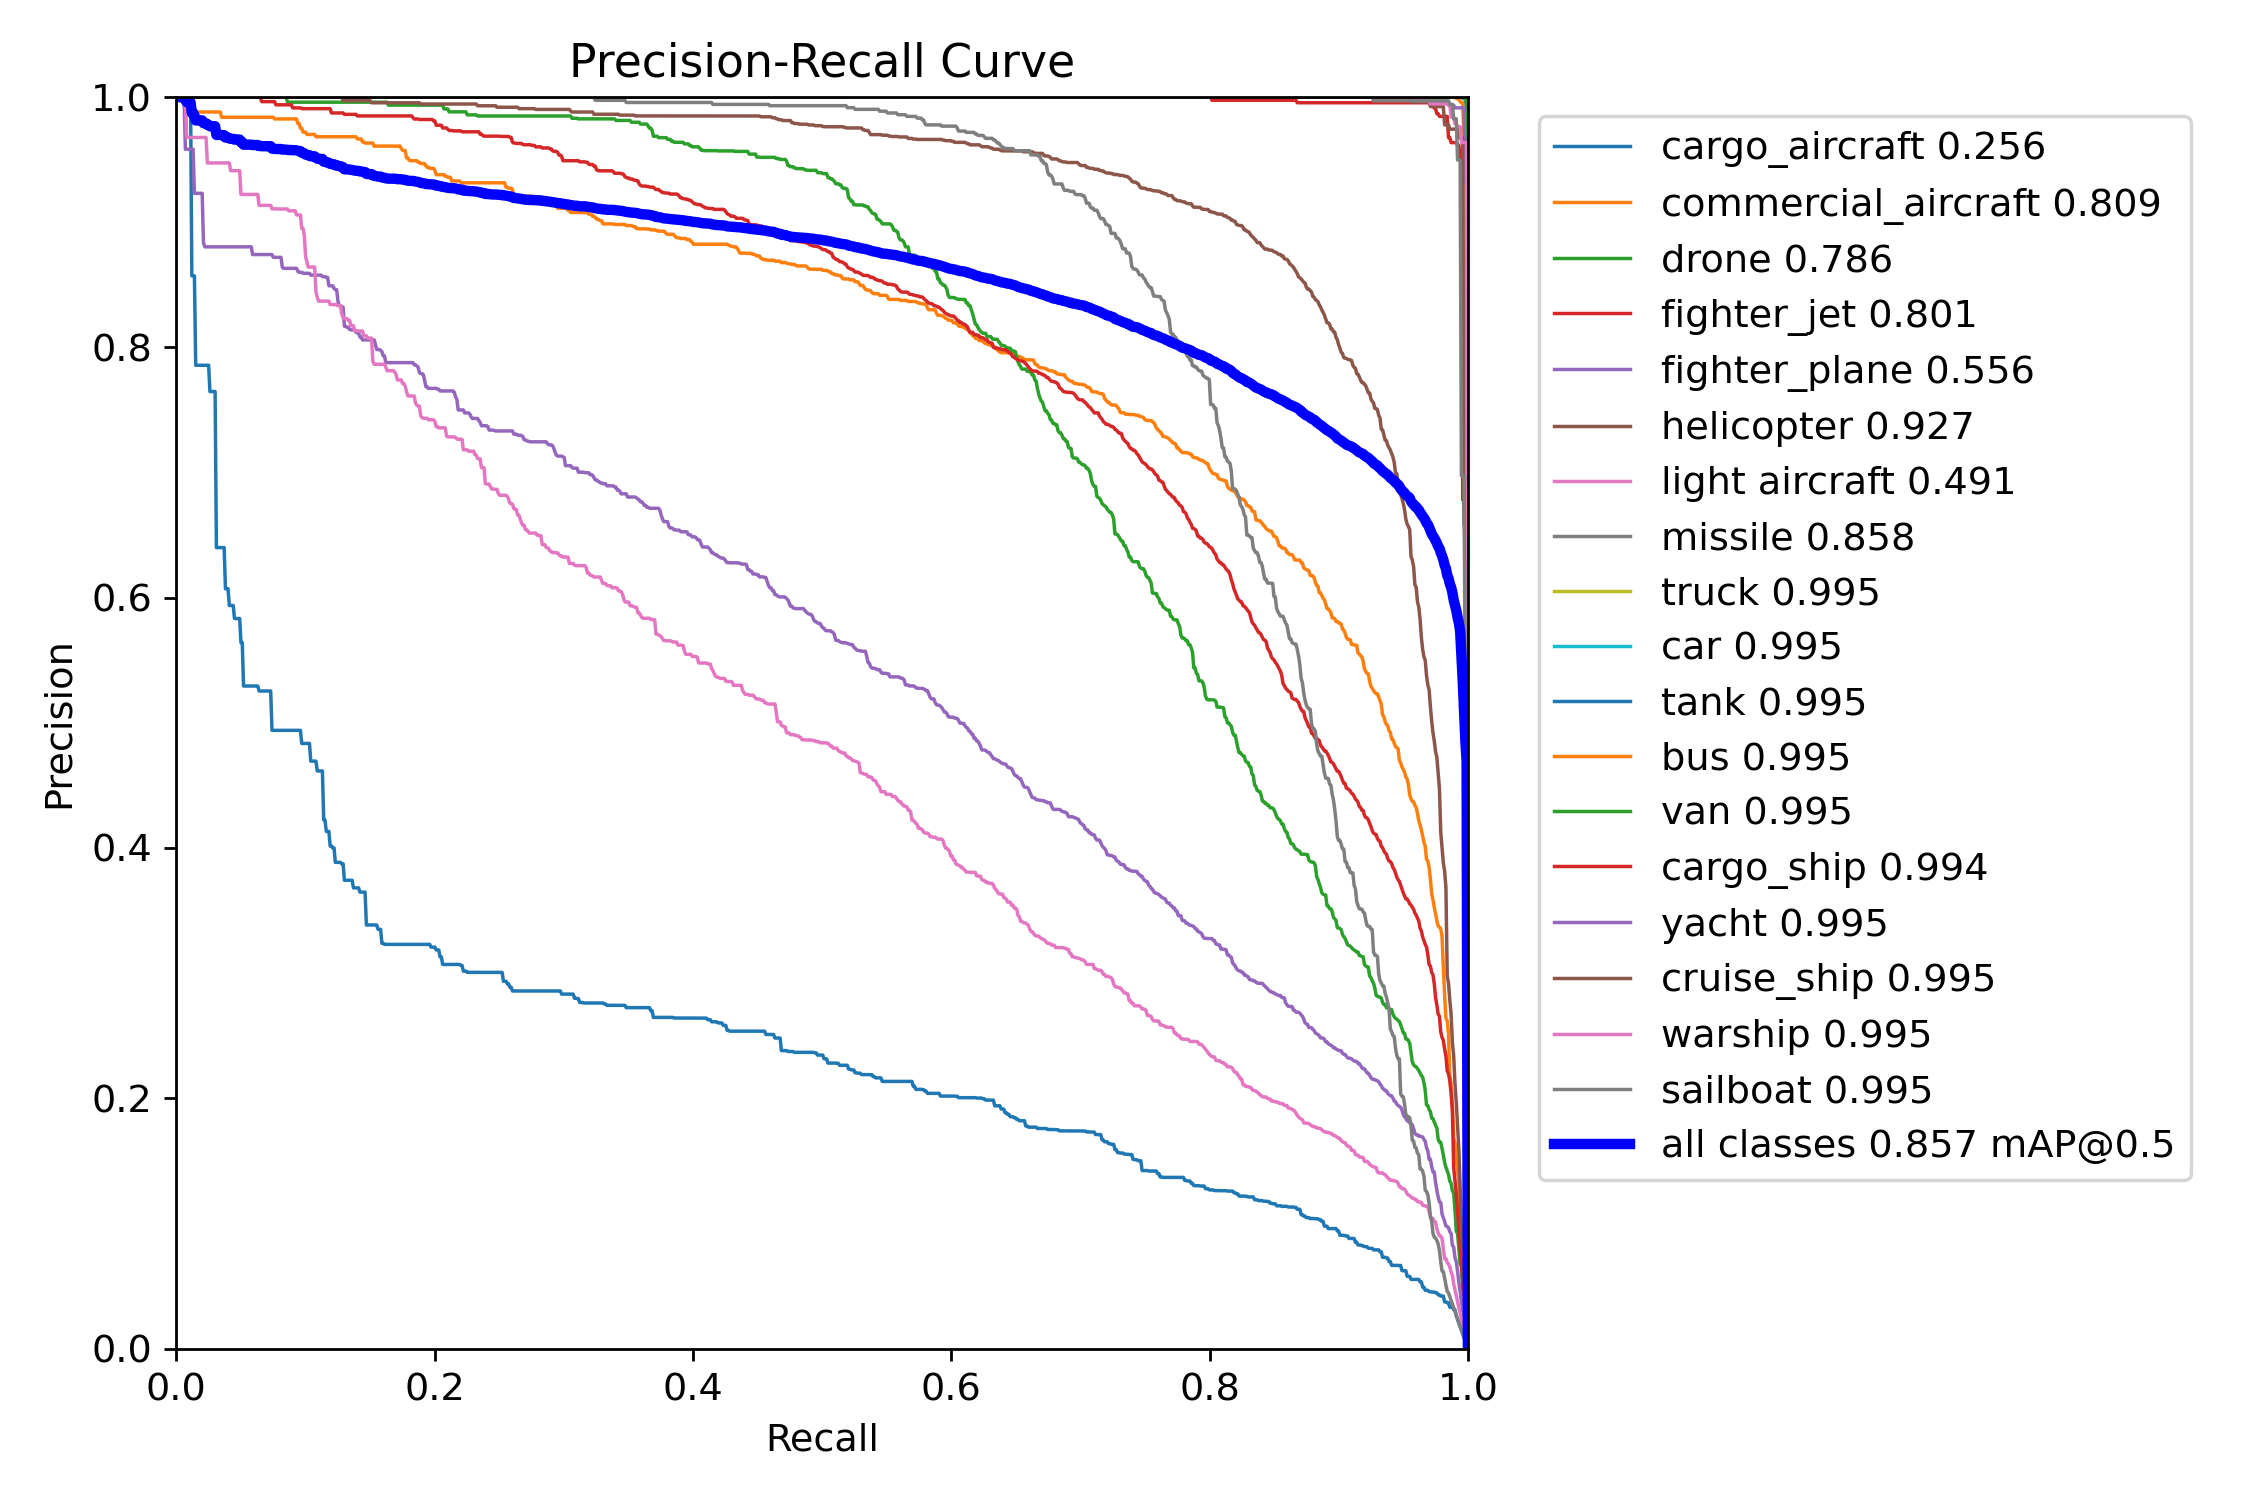 Precision-Recall Curve
1.0
0.8
0.6
0.4
0.2
0.0
Precision
0.0 0.2 0.4 0.6 0.8 1.0
Recall
cargo_aircraft 0.256
commercial_aircraft 0.809
drone 0.786
fighter_jet 0.801
fighter_plane 0.556
helicopter 0.927
light aircraft 0.491
missile 0.858
truck 0.995
car 0.995
tank 0.995
bus 0.995
van 0.995
cargo_ship 0.994
yacht 0.995
cruise_ship 0.995
warship 0.995
sailboat 0.995
all classes 0.857 mAP@0.5